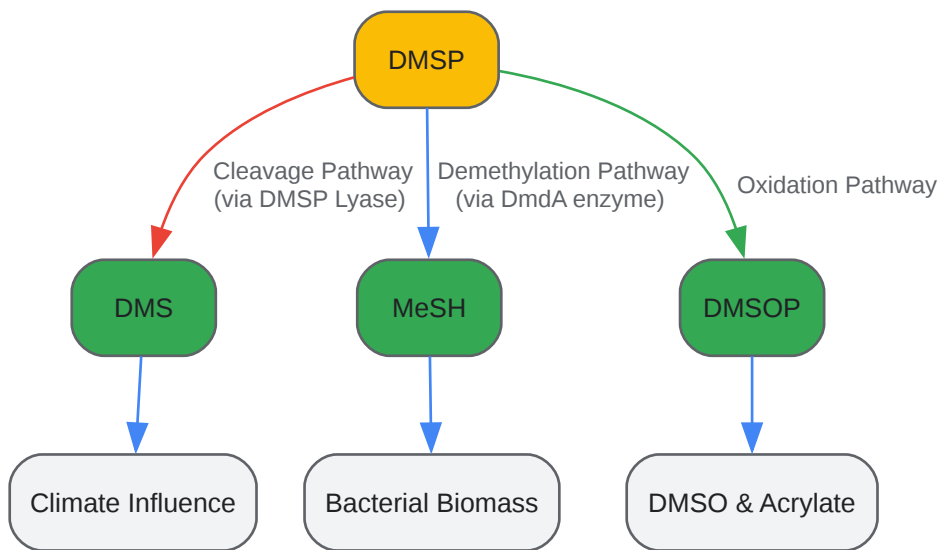 DMSP
Cleavage Pathway
(via DMSP Lyase)
Demethylation Pathway
(via DmdA enzyme)
Oxidation Pathway
DMS
MeSH
DMSOP
Climate Influence
Bacterial Biomass
DMSO & Acrylate